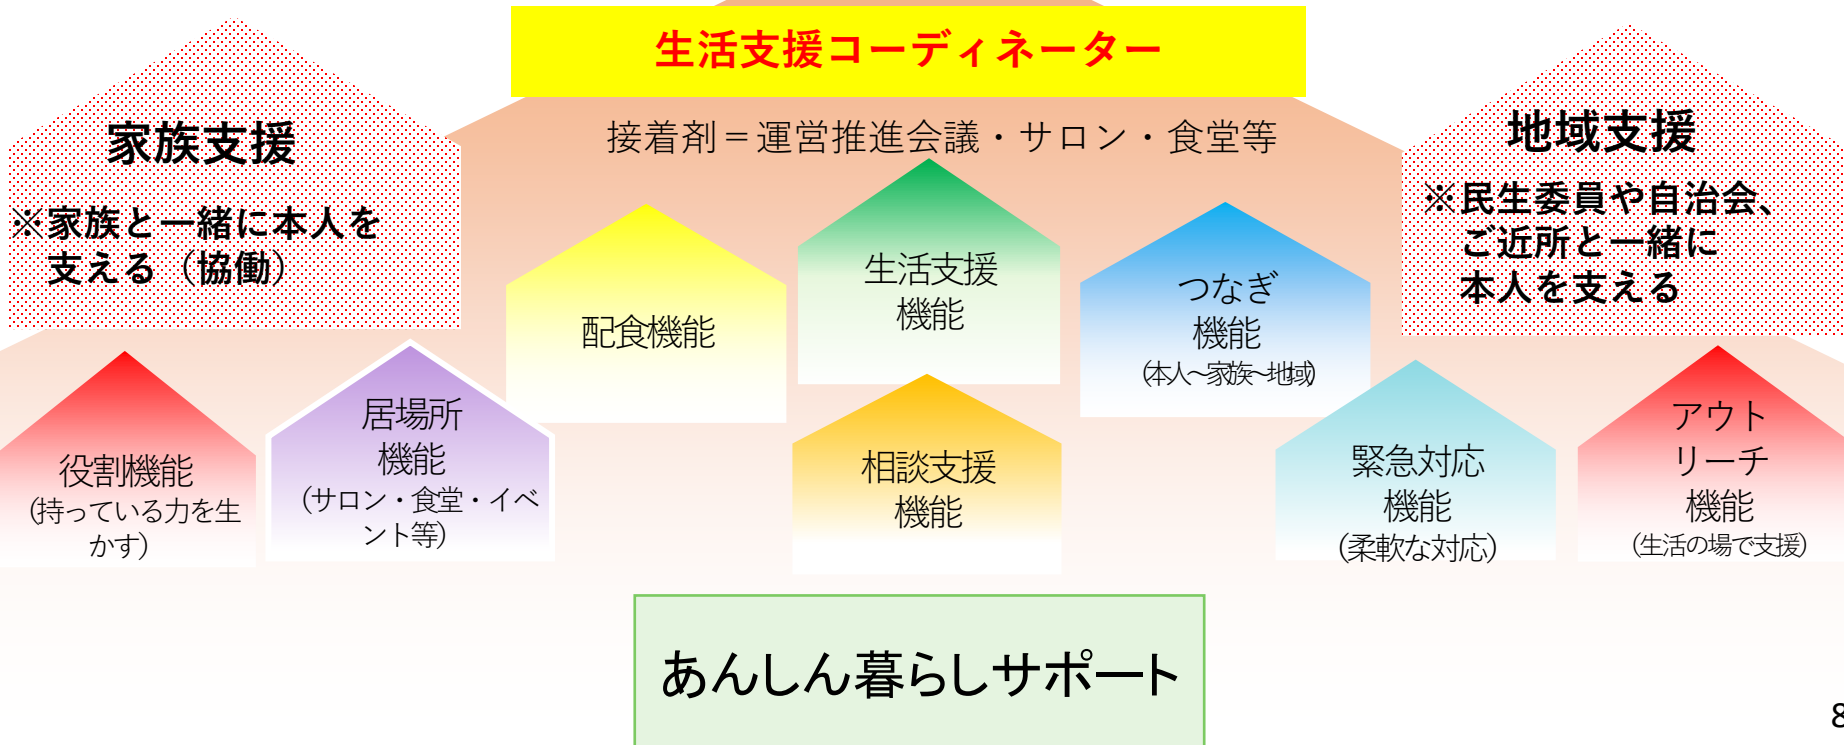 生活支援コーディネーター
接着剤＝運営推進会議・サロン・食堂等
家族支援
※家族と一緒に本人を
支える（協働）
地域支援
※民生委員や自治会、
ご近所と一緒に
本人を支える
配食機能
生活支援
機能
つなぎ
機能
（本人～家族～地域）
役割機能
（持っている力を生
かす）
居場所
機能
（サロン・食堂・イベ
ント等）
相談支援
機能
緊急対応
機能
（柔軟な対応）
アウト
リーチ
機能
（生活の場で支援）
あんしん暮らしサポート
8